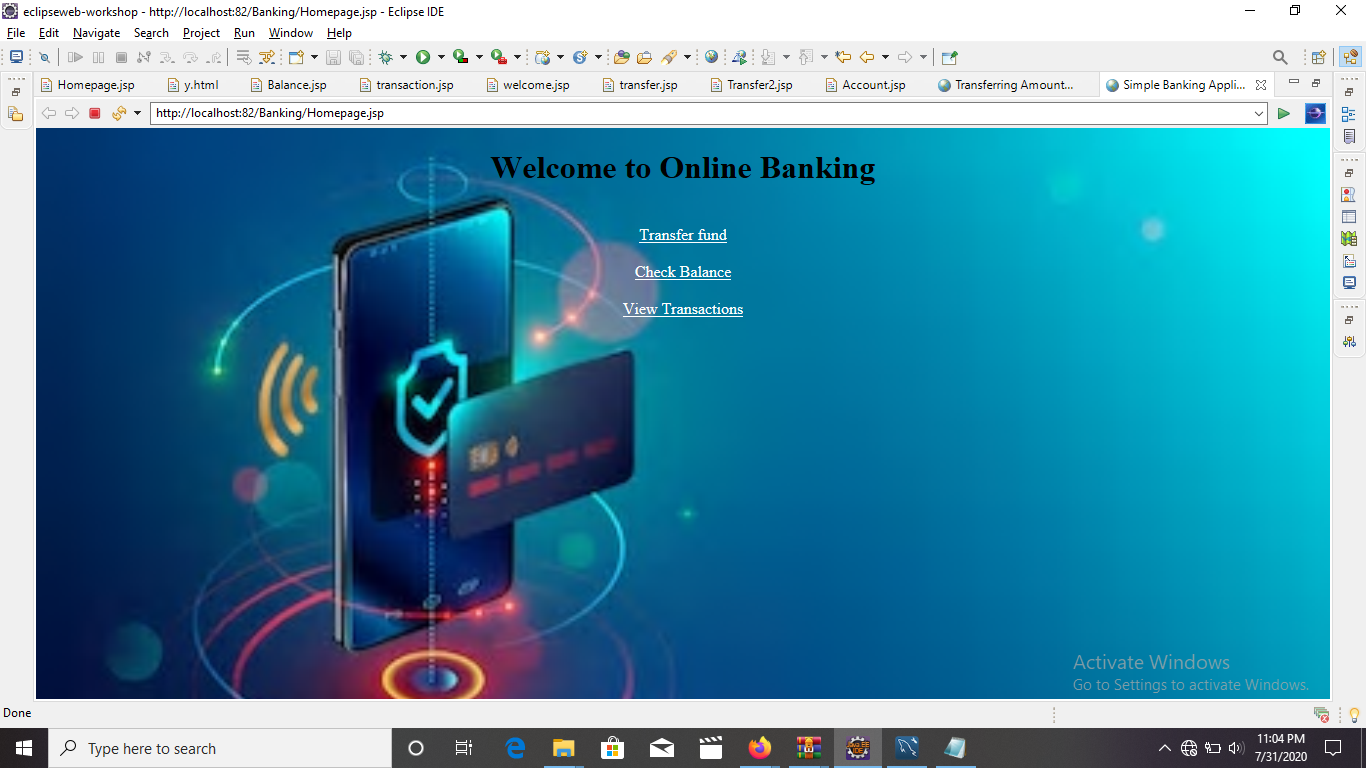 eclipseweb-workshop - http://localhost:82/Banking/Homepage.jsp - Eclipse IDE
File Edit Navigate Search Project Run Window Help
Homepage.jsp y.html Balance.jsp transaction.jsp welcome.jsp transfer.jsp Transfer2.jsp Account.jsp Transferring Amount... Simple Banking Appli...
http://localhost:82/Banking/Homepage.jsp
Welcome to Online Banking
Transfer fund
Check Balance
View Transactions
Activate Windows
Go to Settings to activate Windows.
Done
Type here to search
11:04 PM
7/31/2020